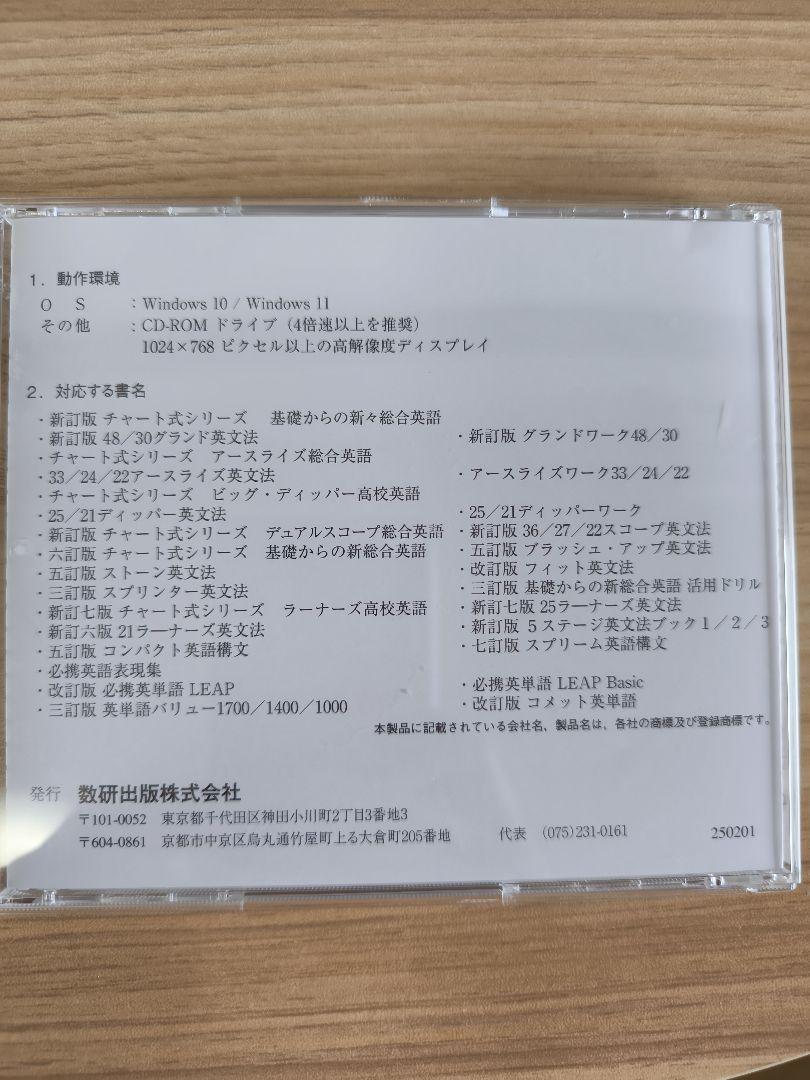 1．動作環境
O S ：Windows 10 / Windows 11
その他 ：CD-ROM ドライブ（4倍速以上を推奨）
1024×768 ピクセル以上の高解像度ディスプレイ
2．対応する書名
・新訂版 チャート式シリーズ 基礎からの新々総合英語
・新訂版 48／30グランド英文法 ・新訂版 グランドワーク48／30
・チャート式シリーズ アースライズ総合英語
・33／24／22アースライズ英文法 ・アースライズワーク33／24／22
・チャート式シリーズ ビッグ・ディッパー高校英語
・25／21ディッパー英文法 ・25／21ディッパーワーク
・新訂版 チャート式シリーズ デュアルスコープ総合英語 ・新訂版 36／27／22スコープ英文法
・六訂版 チャート式シリーズ 基礎からの新総合英語 ・五訂版 ブラッシュ・アップ英文法
・五訂版 ストーン英文法 ・改訂版 フィット英文法
・三訂版 スプリンター英文法 ・三訂版 基礎からの新総合英語 活用ドリル
・新訂七版 チャート式シリーズ ラーナーズ高校英語 ・新訂七版 25ラーナーズ英文法
・新訂六版 21ラーナーズ英文法 ・新訂版 5ステージ英文法ブック1／2／3
・五訂版 コンパクト英語構文 ・七訂版 スプリーム英語構文
・必携英語表現集
・改訂版 必携英単語 LEAP ・必携英単語 LEAP Basic
・三訂版 英単語バリュー1700／1400／1000 ・改訂版 コメット英単語
本製品に記載されている会社名，製品名は，各社の商標及び登録商標です。
発行 数研出版株式会社
〒101-0052 東京都千代田区神田小川町2丁目3番地3
〒604-0861 京都市中京区烏丸通竹屋町上る大倉町205番地 代表 (075)231-0161 250201